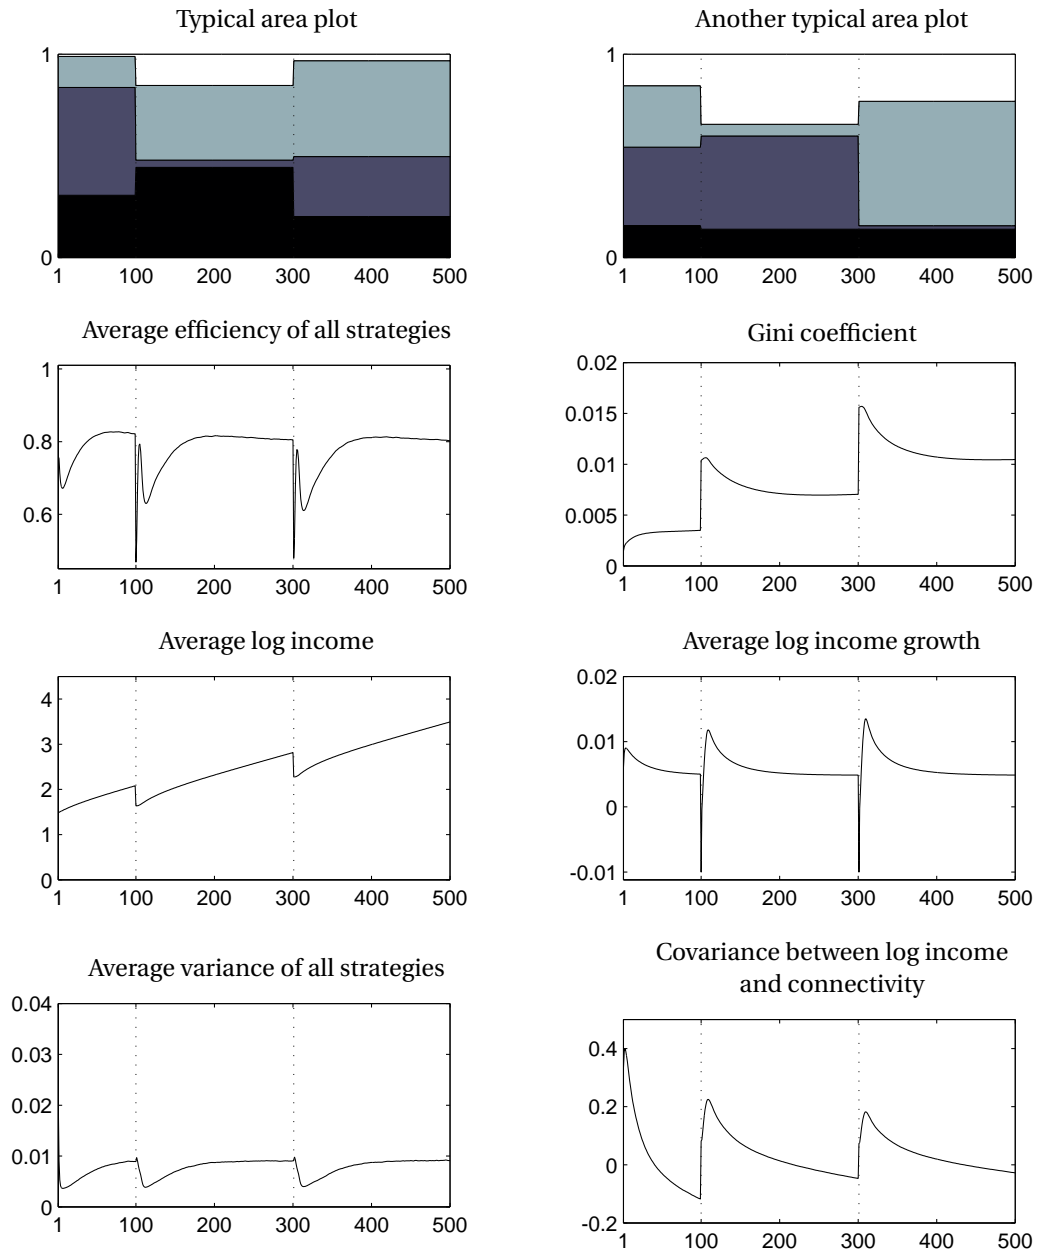 Typical area plot
1
0
1 100 200 300 400 500
Another typical area plot
1
0
1 100 200 300 400 500
Average efficiency of all strategies
1
0.8
0.6
1 100 200 300 400 500
Gini coefficient
0.02
0.015
0.01
0.005
0
1 100 200 300 400 500
Average log income
4
3
2
1
0
1 100 200 300 400 500
Average log income growth
0.02
0.01
0
-0.01
1 100 200 300 400 500
Average variance of all strategies
0.04
0.03
0.02
0.01
0
1 100 200 300 400 500
Covariance between log income
and connectivity
0.4
0.2
0
-0.2
1 100 200 300 400 500